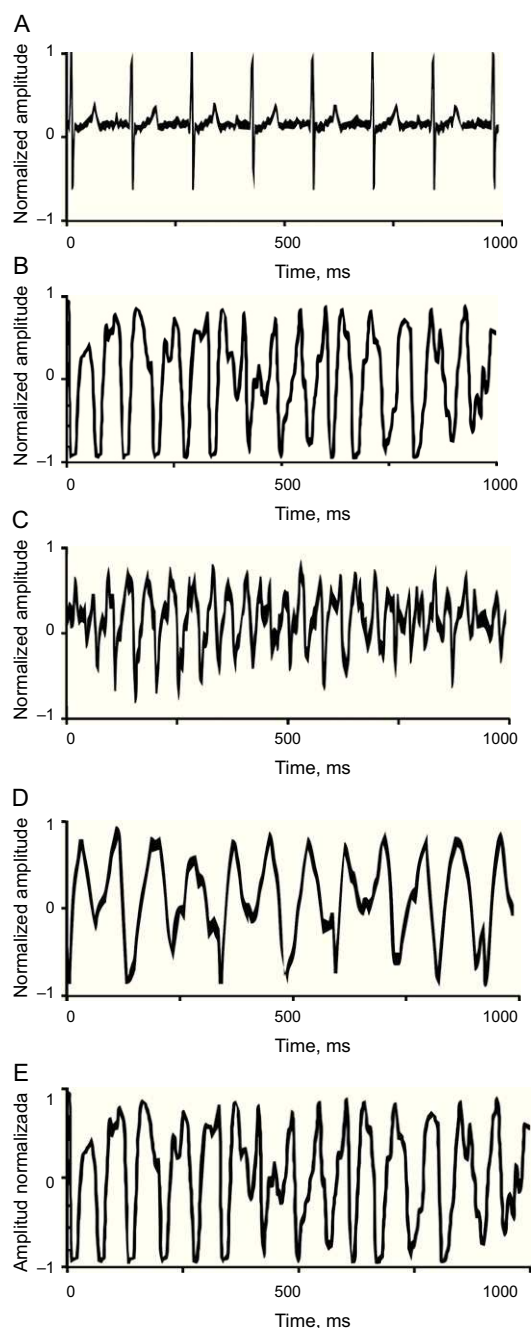 A
Normalized amplitude
1
0
−1
0 500 1000
Time, ms
B
Normalized amplitude
1
0
−1
0 500 1000
Time, ms
C
Normalized amplitude
1
0
−1
0 500 1000
Time, ms
D
Normalized amplitude
1
0
−1
0 500 1000
Time, ms
E
Amplitud normalizada
1
0
−1
0 500 1000
Time, ms